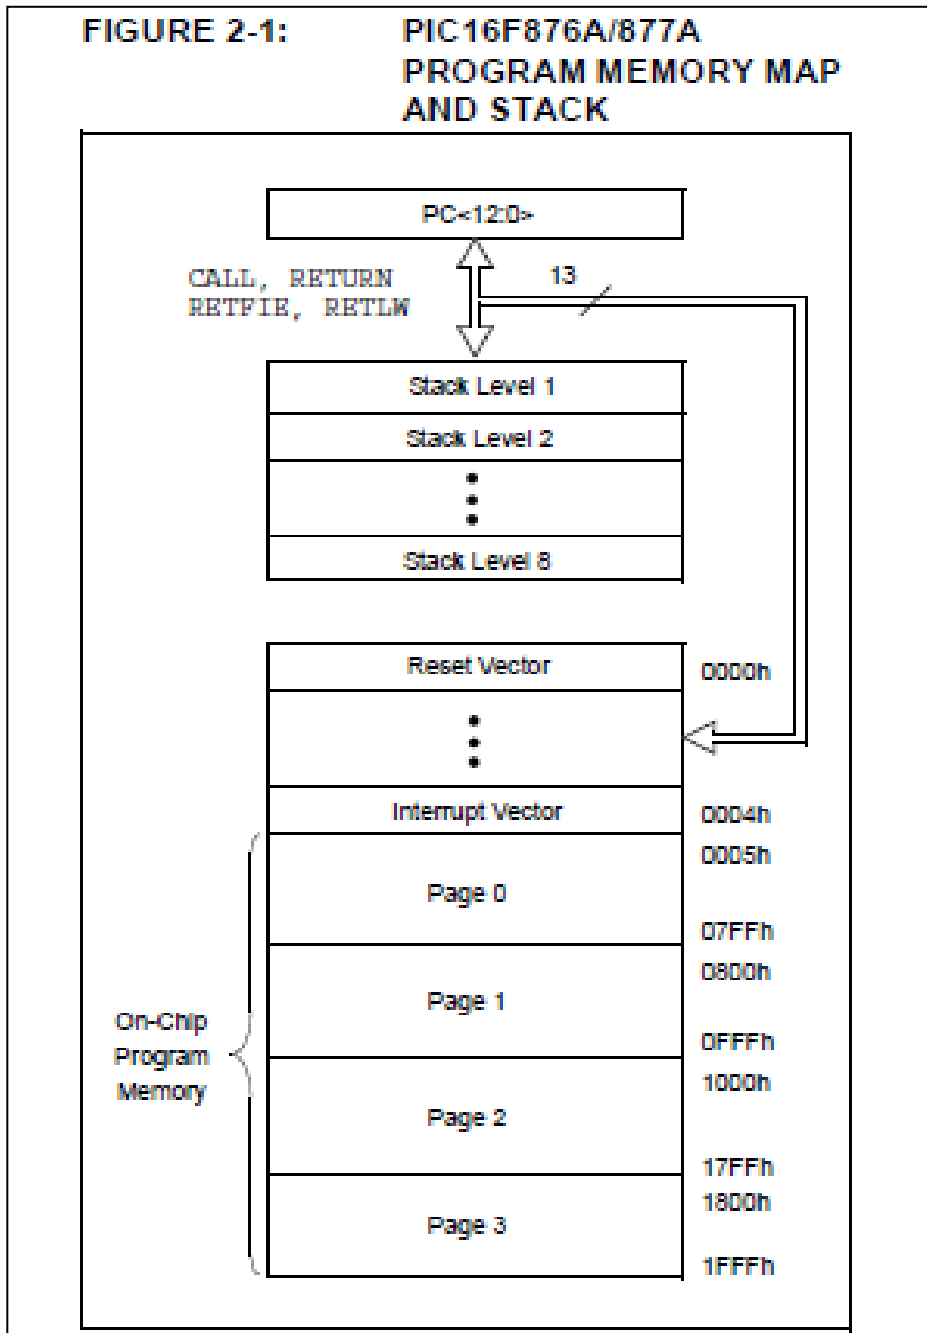 FIGURE 2-1: PIC16F876A/877A
PROGRAM MEMORY MAP
AND STACK
PC<12:0>
CALL, RETURN
RETFIE, RETLW
13
Stack Level 1
Stack Level 2
Stack Level 8
Reset Vector
0000h
Interrupt Vector
0004h
0005h
Page 0
07FFh
0800h
Page 1
0FFFh
On-Chip
Program
Memory
1000h
Page 2
17FFh
1800h
Page 3
1FFFh